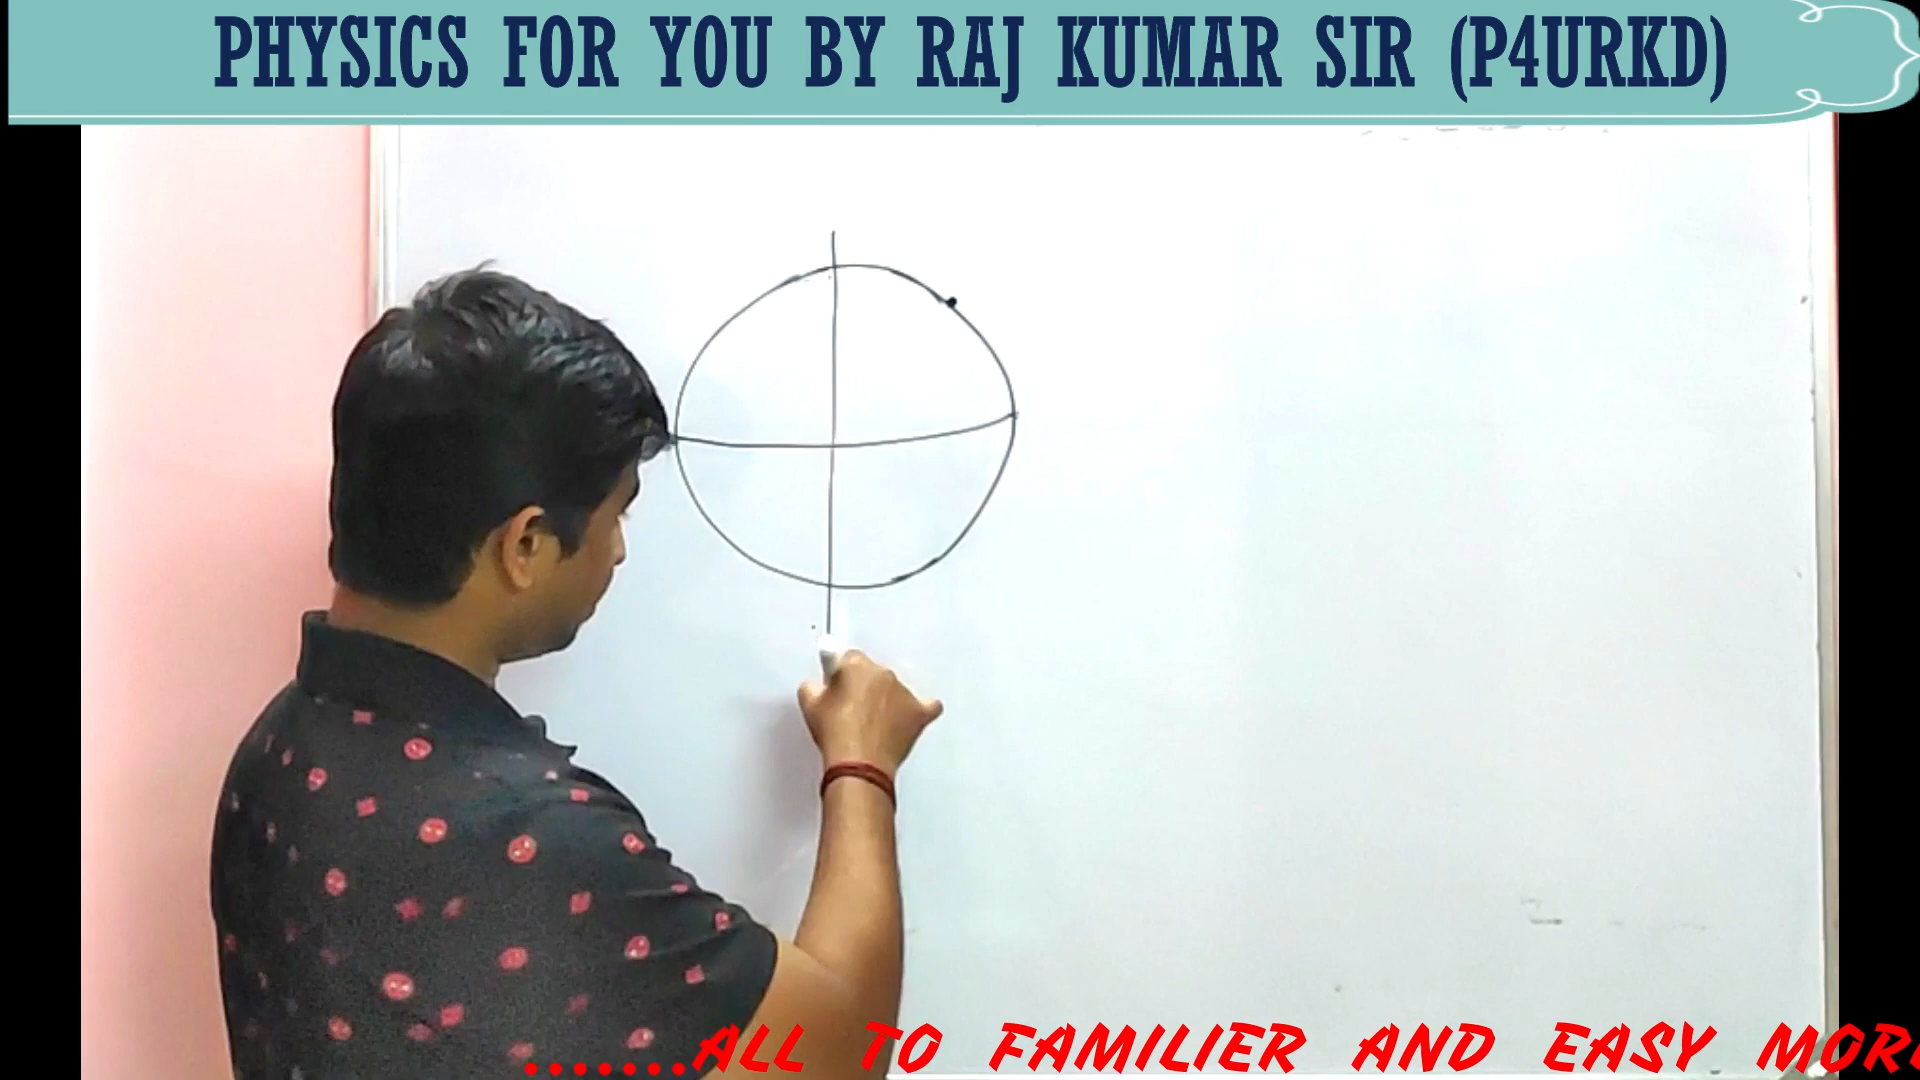 PHYSICS FOR YOU BY RAJ KUMAR SIR (P4URKD)
.......ALL TO FAMILIER AND EASY MOR